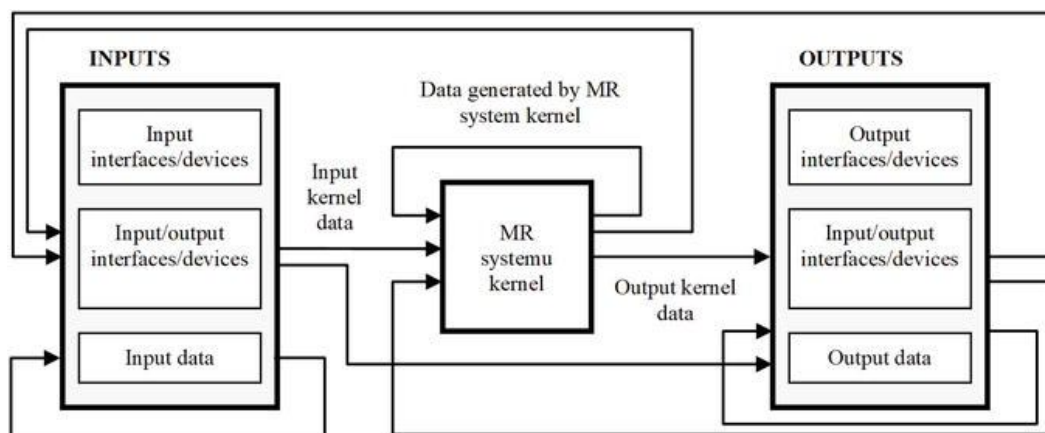 INPUTS
Input
interfaces/devices
Input/output
interfaces/devices
Input data
Input
kernel
data
Data generated by MR
system kernel
MR
systemu
kernel
Output kernel
data
OUTPUTS
Output
interfaces/devices
Input/output
interfaces/devices
Output data